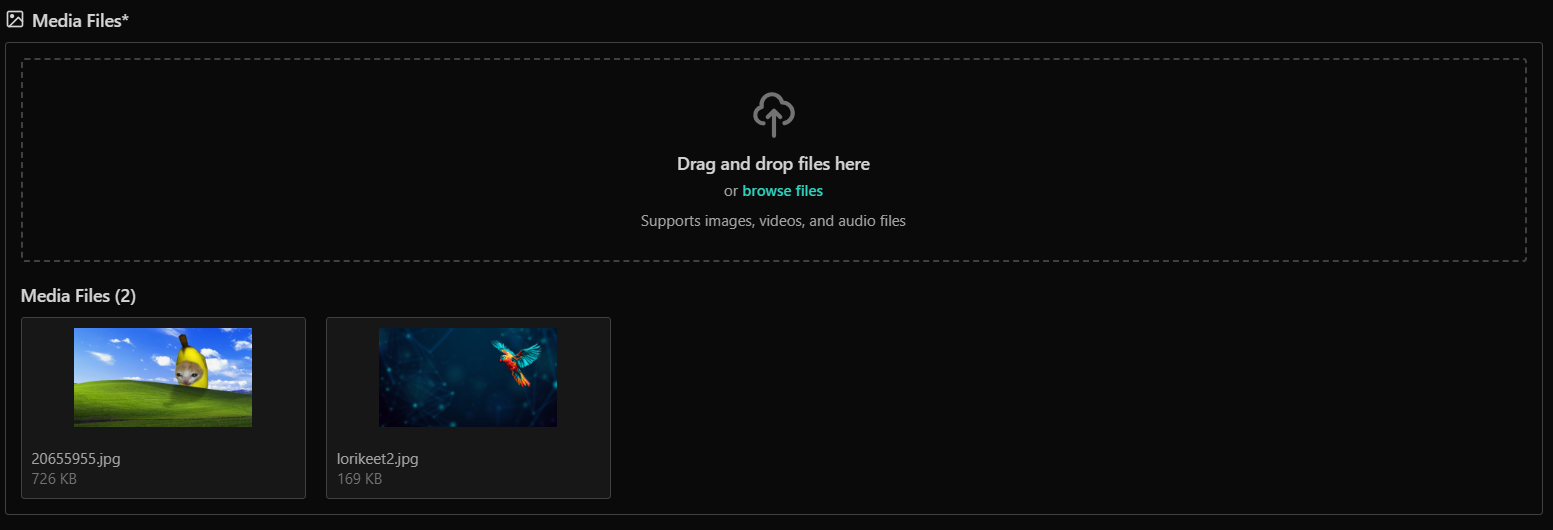 Media Files*
Drag and drop files here
or browse files
Supports images, videos, and audio files
Media Files (2)
20655955.jpg
726 KB
lorikeet2.jpg
169 KB